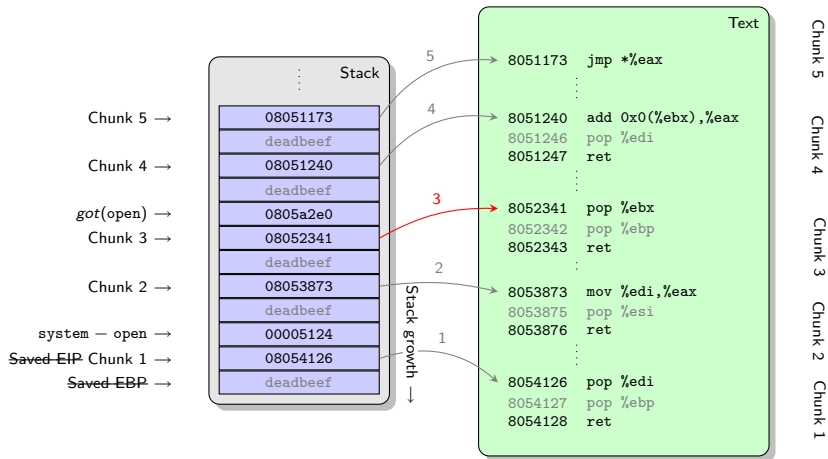 Stack
Chunk 5 → 08051173
deadbeef
Chunk 4 → 08051240
deadbeef
got(open) → 0805a2e0
Chunk 3 → 08052341
deadbeef
Chunk 2 → 08053873
deadbeef
system − open → 00005124
Saved EIP Chunk 1 → 08054126
Saved EBP → deadbeef
Stack growth →
5
4
3
2
1
Text
8051173 jmp *%eax
8051240 add 0x0(%ebx),%eax
8051246 pop %edi
8051247 ret
8052341 pop %ebx
8052342 pop %ebp
8052343 ret
8053873 mov %edi,%eax
8053875 pop %esi
8053876 ret
8054126 pop %edi
8054127 pop %ebp
8054128 ret
Chunk 5
Chunk 4
Chunk 3
Chunk 2
Chunk 1